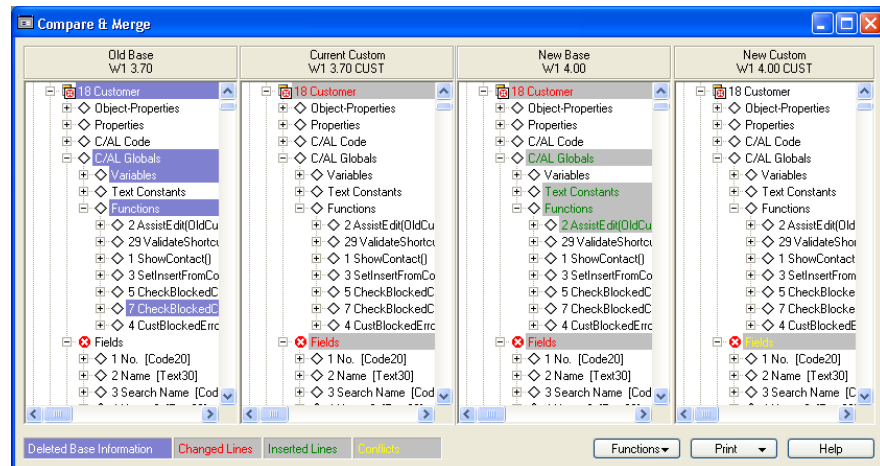 Compare & Merge
Old Base
W1 3.70
18 Customer
Object-Properties
Properties
C/AL Code
C/AL Globals
Variables
Text Constants
Functions
2 AssistEdit(OldCu
29 ValidateShortcu
1 ShowContact()
3 SetInsertFromCo
5 CheckBlockedC
7 CheckBlockedC
4 CustBlockedErrc
Fields
1 No. [Code20]
2 Name [Text30]
3 Search Name [Cod
Current Custom
W1 3.70 CUST
18 Customer
Object-Properties
Properties
C/AL Code
C/AL Globals
Variables
Text Constants
Functions
2 AssistEdit(OldCu
29 ValidateShortcu
1 ShowContact()
3 SetInsertFromCo
5 CheckBlockedC
7 CheckBlockedC
4 CustBlockedErrc
Fields
1 No. [Code20]
2 Name [Text30]
3 Search Name [Cod
New Base
W1 4.00
18 Customer
Object-Properties
Properties
C/AL Code
C/AL Globals
Variables
Text Constants
Functions
2 AssistEdit(OldCu
29 ValidateShortcu
1 ShowContact()
3 SetInsertFromCo
5 CheckBlockedC
7 CheckBlockedC
4 CustBlockedErrc
Fields
1 No. [Code20]
2 Name [Text30]
3 Search Name [Cod
New Custom
W1 4.00 CUST
18 Customer
Object-Properties
Properties
C/AL Code
C/AL Globals
Variables
Text Constants
Functions
2 AssistEdit(Old
29 ValidateShor
1 ShowContact
3 SetInsertFrom
5 CheckBlocke
7 CheckBlocke
4 CustBlockedE
Fields
1 No. [Code20]
2 Name [Text30]
3 Search Name [C
Deleted Base Information
Changed Lines
Inserted Lines
Conflicts
Functions
Print
Help